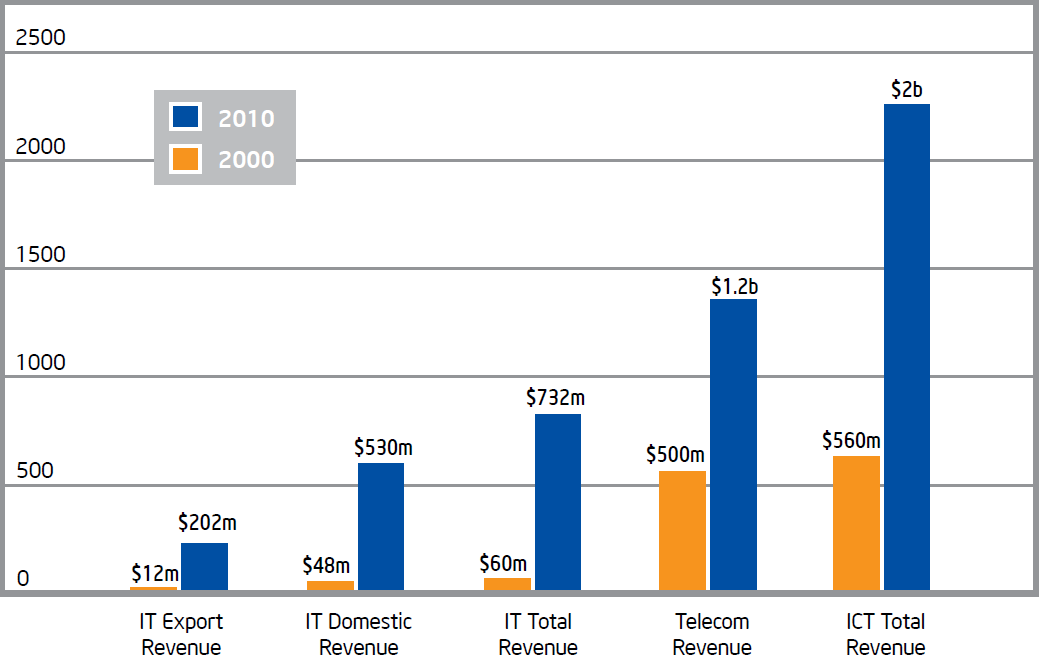 2500
2000
1500
1000
500
0
2010
2000
$12m
$202m
$48m
$530m
$60m
$732m
$500m
$1.2b
$560m
$2b
IT Export
Revenue
IT Domestic
Revenue
IT Total
Revenue
Telecom
Revenue
ICT Total
Revenue